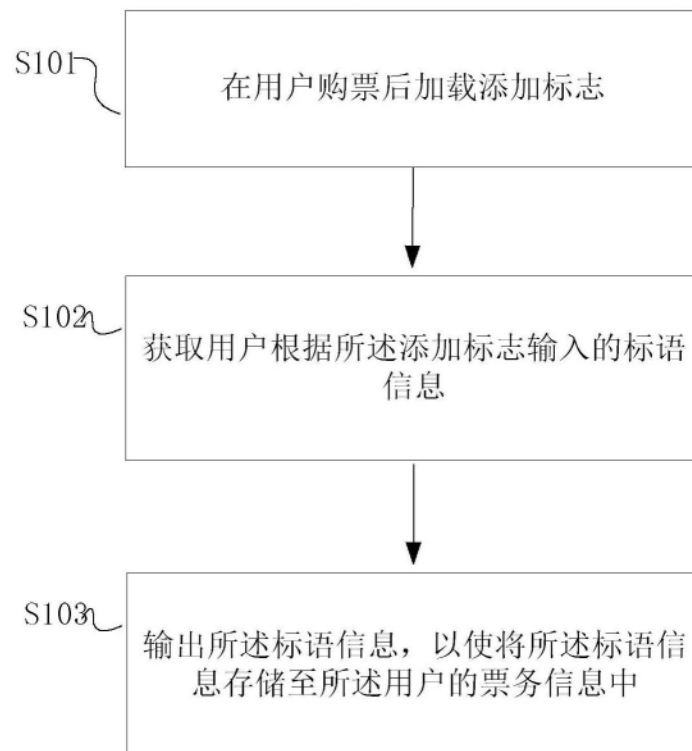 S101
在用户购票后加载添加标志
S102
获取用户根据所述添加标志输入的标语
信息
S103
输出所述标语信息，以使将所述标语信
息存储至所述用户的票务信息中